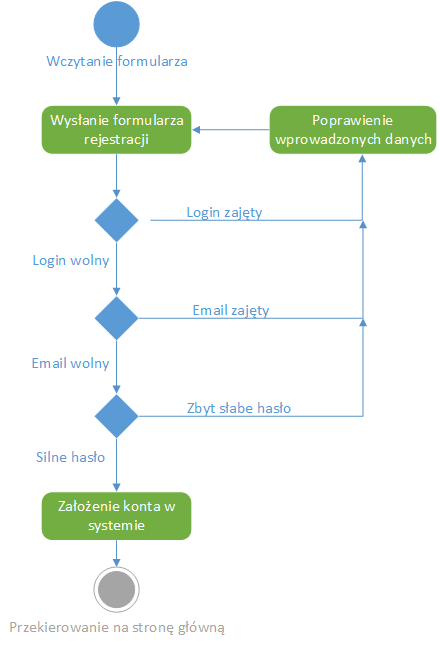 Wczytanie formularza
Wysłanie formularza
rejestracji
Poprawienie
wprowadzonych danych
Login zajęty
Login wolny
Email zajęty
Email wolny
Zbyt słabe hasło
Silne hasło
Założenie konta w
systemie
Przekierowanie na stronę główną